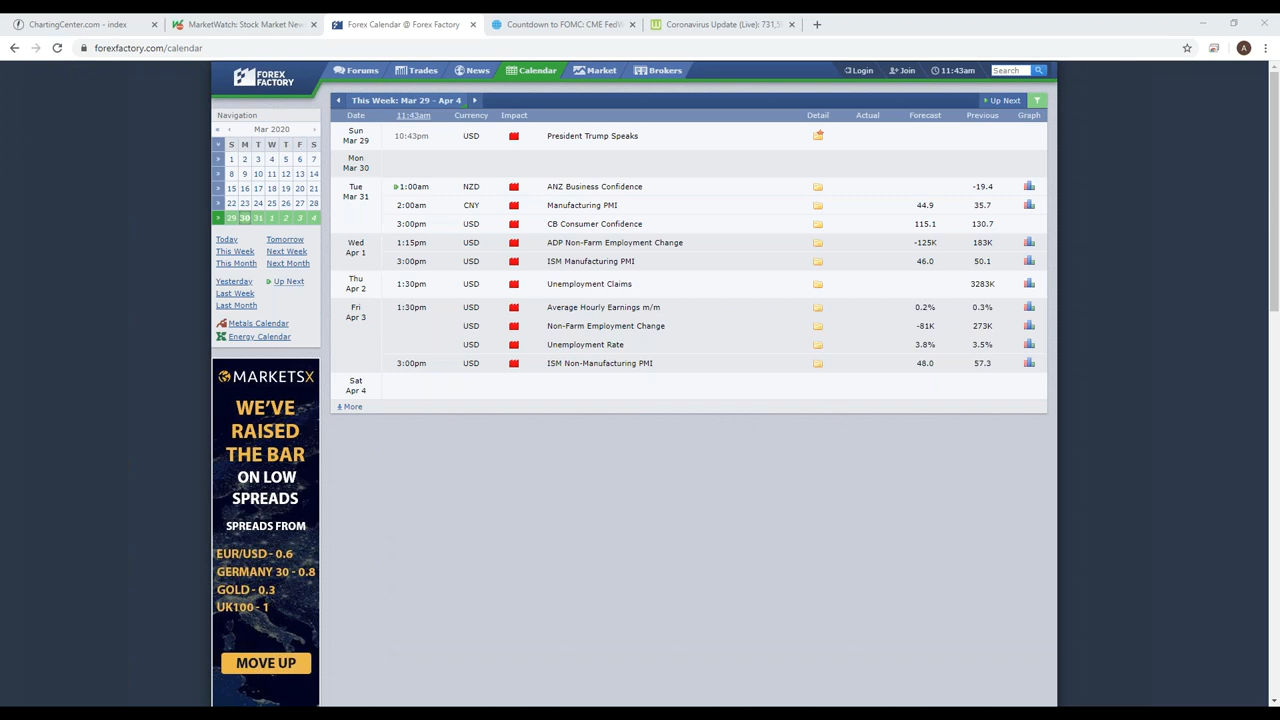 ChartingCenter.com - index
MarketWatch: Stock Market New
Forex Calendar @ Forex Factory
Countdown to FOMC: CME FedW
Coronavirus Update (Live): 731,5
forexfactory.com/calendar
A
FOREX FACTORY
Forums Trades News Calendar Market Brokers Login Join 11:43am Search
Navigation
« ‹ Mar 2020 ›
S M T W T F S
1 2 3 4 5 6 7
8 9 10 11 12 13 14
15 16 17 18 19 20 21
22 23 24 25 26 27 28
29 30 31 1 2 3 4
Today Tomorrow
This Week Next Week
This Month Next Month
Yesterday Up Next
Last Week
Last Month
Metals Calendar
Energy Calendar
MARKETSX
WE'VE
RAISED
THE BAR
ON LOW
SPREADS
SPREADS FROM
EUR/USD - 0.6
GERMANY 30 - 0.8
GOLD - 0.3
UK100 - 1
MOVE UP
This Week: Mar 29 - Apr 4 Up Next
Date 11:43am Currency Impact Detail Actual Forecast Previous Graph
Sun Mar 29 10:43pm USD President Trump Speaks
Mon Mar 30
Tue Mar 31 1:00am NZD ANZ Business Confidence -19.4
2:00am CNY Manufacturing PMI 44.9 35.7
3:00pm USD CB Consumer Confidence 115.1 130.7
Wed Apr 1 1:15pm USD ADP Non-Farm Employment Change -125K 183K
3:00pm USD ISM Manufacturing PMI 46.0 50.1
Thu Apr 2 1:30pm USD Unemployment Claims 3283K
Fri Apr 3 1:30pm USD Average Hourly Earnings m/m 0.2% 0.3%
USD Non-Farm Employment Change -81K 273K
USD Unemployment Rate 3.8% 3.5%
3:00pm USD ISM Non-Manufacturing PMI 48.0 57.3
Sat Apr 4
More